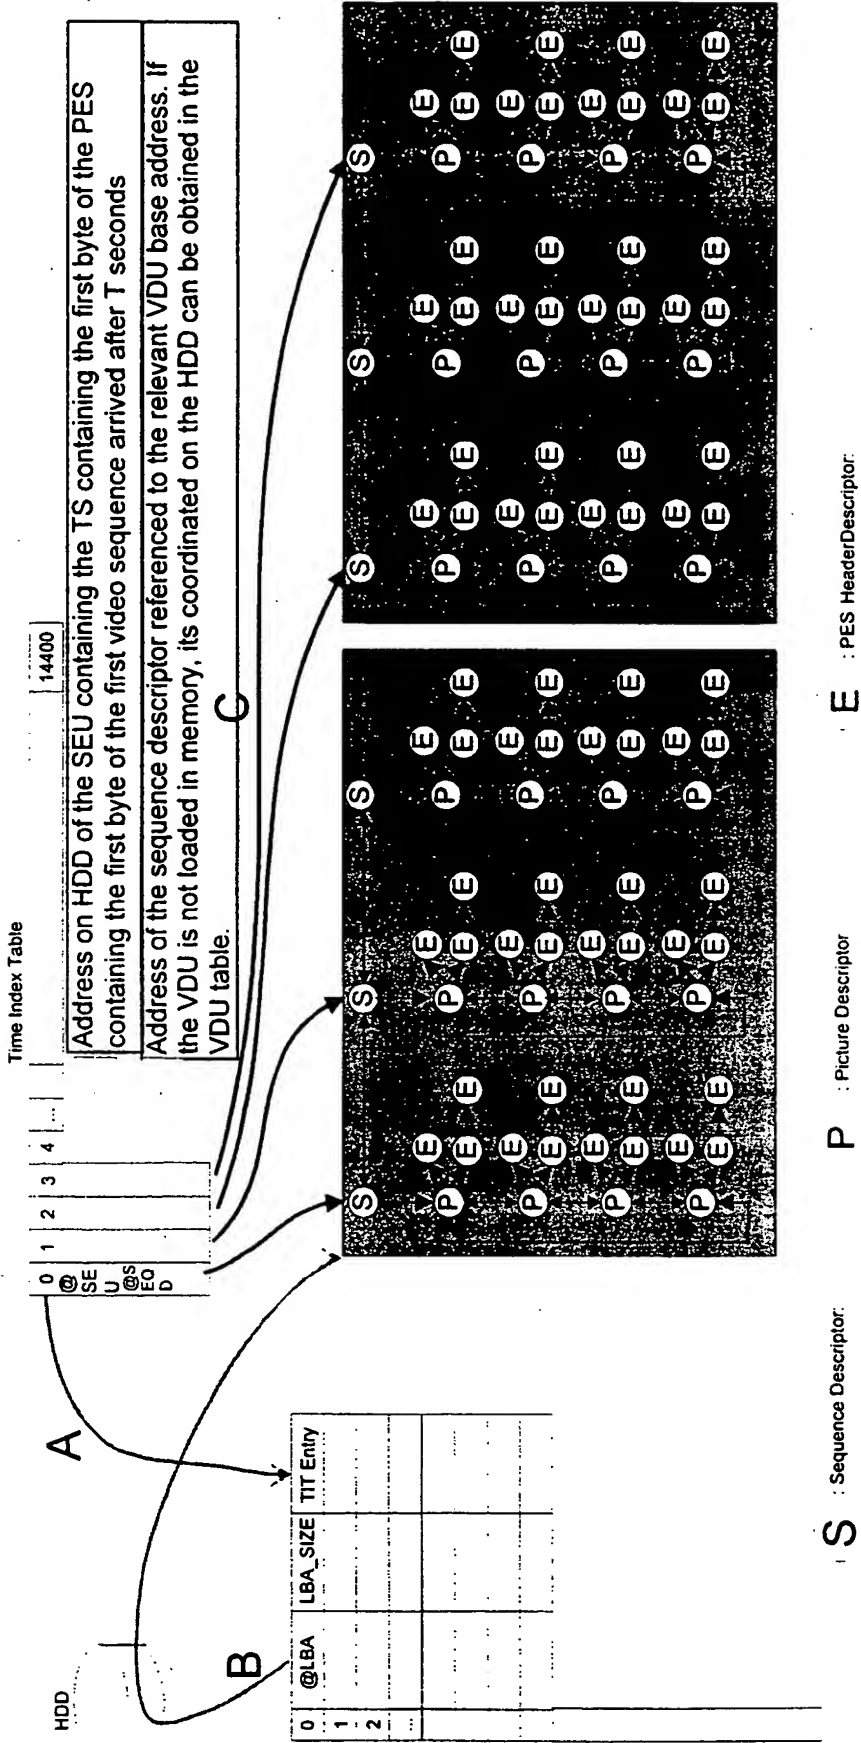 Time Index Table
HDD
0 1 2 3 4 ... 14400
@
SE
U
@S
EQ
D
A
Address on HDD of the SEU containing the TS containing the first byte of the PES
containing the first byte of the first video sequence arrived after T seconds
Address of the sequence descriptor referenced to the relevant VDU base address. If
the VDU is not loaded in memory, its coordinated on the HDD can be obtained in the
VDU table.
B
C
0 @LBA LBA_SIZE TIT Entry
1
2
...
S S S S S S
E E E E E E
P E E P E E P E E P E E P E E P E E
E E E E E E
P E E P E E P E E P E E P E E P E E
E E E E E E
P E E P E E P E E P E E P E E P E E
E E E E E E
P E E P E E P E E P E E P E E P E E
S : Sequence Descriptor:
P : Picture Descriptor
E : PES HeaderDescriptor: